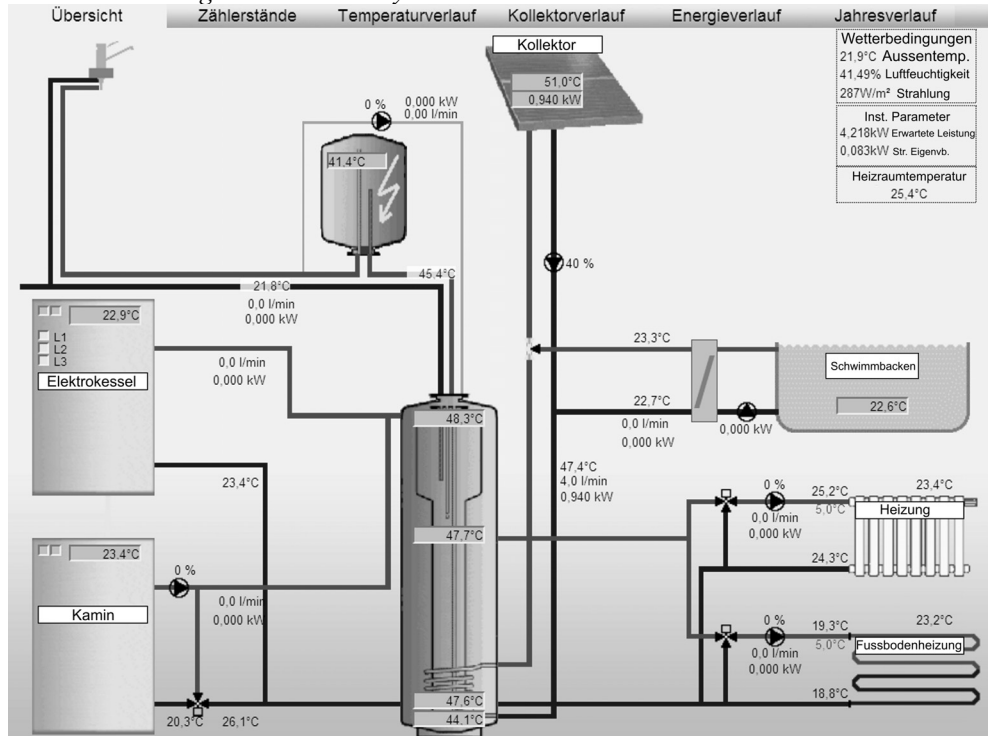 Übersicht
Zählerstände
Temperaturverlauf
Kollektorverlauf
Energieverlauf
Jahresverlauf
Kollektor
51,0°C
0,940 kW
Wetterbedingungen
21,9°C Aussentemp.
41,49% Luftfeuchtigkeit
287W/m² Strahlung
Inst. Parameter
4,218kW Erwartete Leistung
0,083kW Str. Eigenvb.
Heizraumtemperatur
25,4°C
0 %
0,000 kW
0,00 l/min
41,4°C
40 %
45,4°C
21,8°C
0,0 l/min
0,000 kW
22,9°C
L1
L2
L3
Elektrokessel
0,0 l/min
0,000 kW
23,4°C
23,3°C
22,7°C
0,0 l/min
0,000 kW
0,000 kW
Schwimmbacken
22,6°C
48,3°C
47,7°C
47,6°C
44,1°C
47,4°C
4,0 l/min
0,940 kW
0 %
25,2°C
5,0°C
0,0 l/min
0,000 kW
23,4°C
Heizung
24,3°C
23,4°C
Kamin
0 %
0,0 l/min
0,000 kW
20,3°C
26,1°C
0 %
19,3°C
5,0°C
0,0 l/min
0,000 kW
23,2°C
Fussbodenheizung
18,8°C